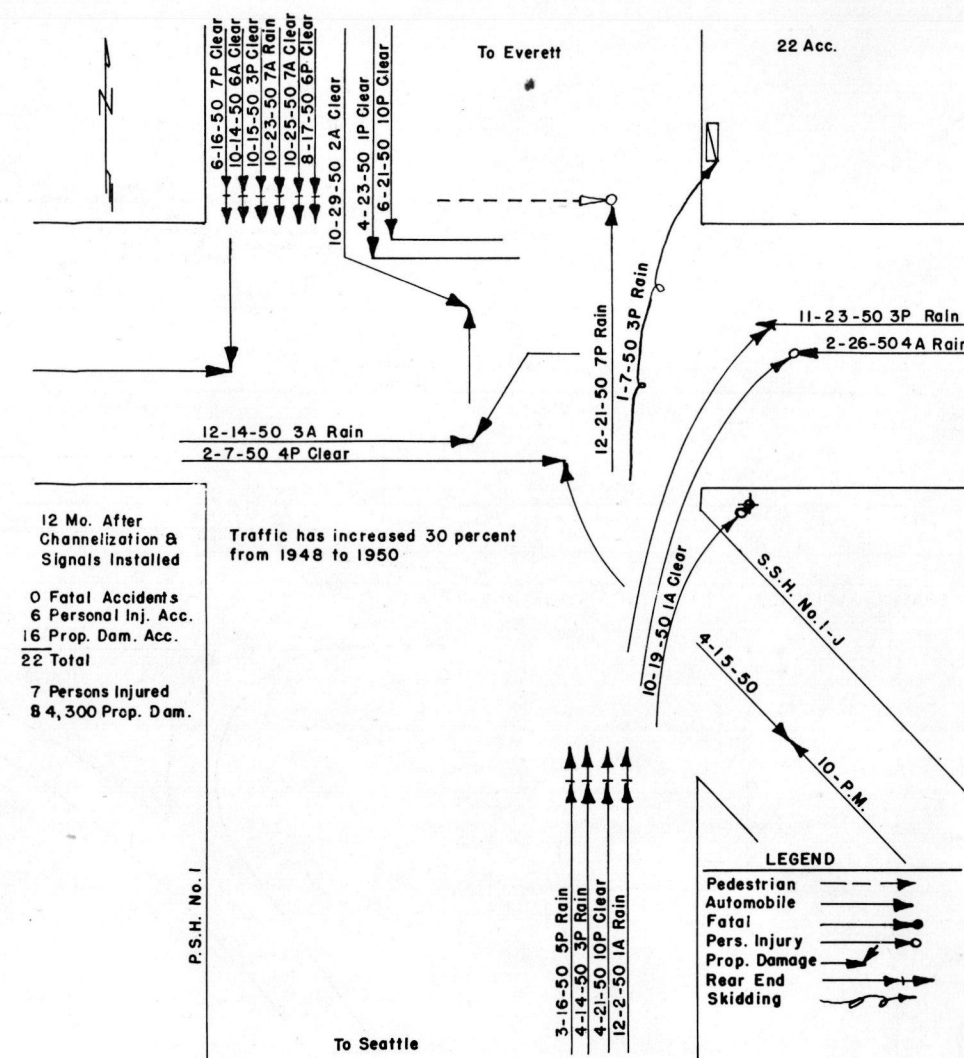 6-16-50 7P Clear
10-14-50 6A Clear
10-15-50 3P Clear
10-23-50 7A Rain
10-25-50 7A Clear
8-17-50 6P Clear
10-29-50 2A Clear
4-23-50 1P Clear
6-21-50 10P Clear
To Everett
22 Acc.
N
12-21-50 7P Rain
1-7-50 3P Rain
11-23-50 3P Rain
2-26-50 4A Rain
12-14-50 3A Rain
2-7-50 4P Clear
12 Mo. After
Channelization &
Signals Installed
0 Fatal Accidents
6 Personal Inj. Acc.
16 Prop. Dam. Acc.
22 Total
7 Persons Injured
$4,300 Prop. Dam.
Traffic has increased 30 percent
from 1948 to 1950
10-19-50 1A Clear
S.S.H. No. 1-J
4-15-50
10-P.M.
P.S.H. No. 1
3-16-50 5P Rain
4-14-50 3P Rain
4-21-50 10P Clear
12-2-50 1A Rain
To Seattle
LEGEND
Pedestrian
Automobile
Fatal
Pers. Injury
Prop. Damage
Rear End
Skidding